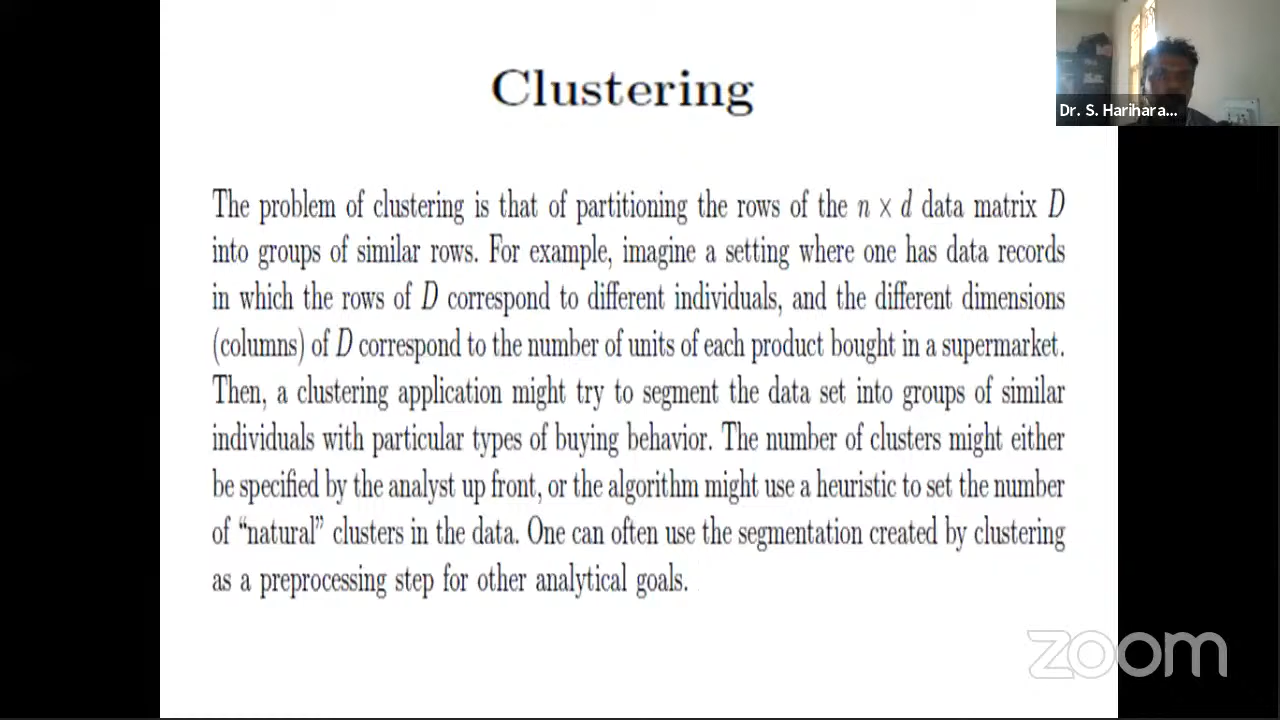 Clustering
Dr. S. Harihara...
The problem of clustering is that of partitioning the rows of the n × d data matrix D
into groups of similar rows. For example, imagine a setting where one has data records
in which the rows of D correspond to different individuals, and the different dimensions
(columns) of D correspond to the number of units of each product bought in a supermarket.
Then, a clustering application might try to segment the data set into groups of similar
individuals with particular types of buying behavior. The number of clusters might either
be specified by the analyst up front, or the algorithm might use a heuristic to set the number
of “natural” clusters in the data. One can often use the segmentation created by clustering
as a preprocessing step for other analytical goals.
zoom